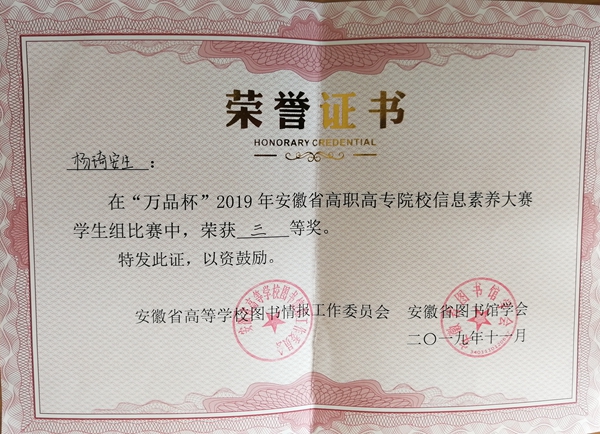 荣誉证书
HONORARY CREDENTIAL
杨琦安生：
在“万品杯”2019年安徽省高职高专院校信息素养大赛
学生组比赛中，荣获 三 等奖。
特发此证，以资鼓励。
安徽省高等学校图书情报工作委员会 安徽省图书馆学会
二〇一九年十一月